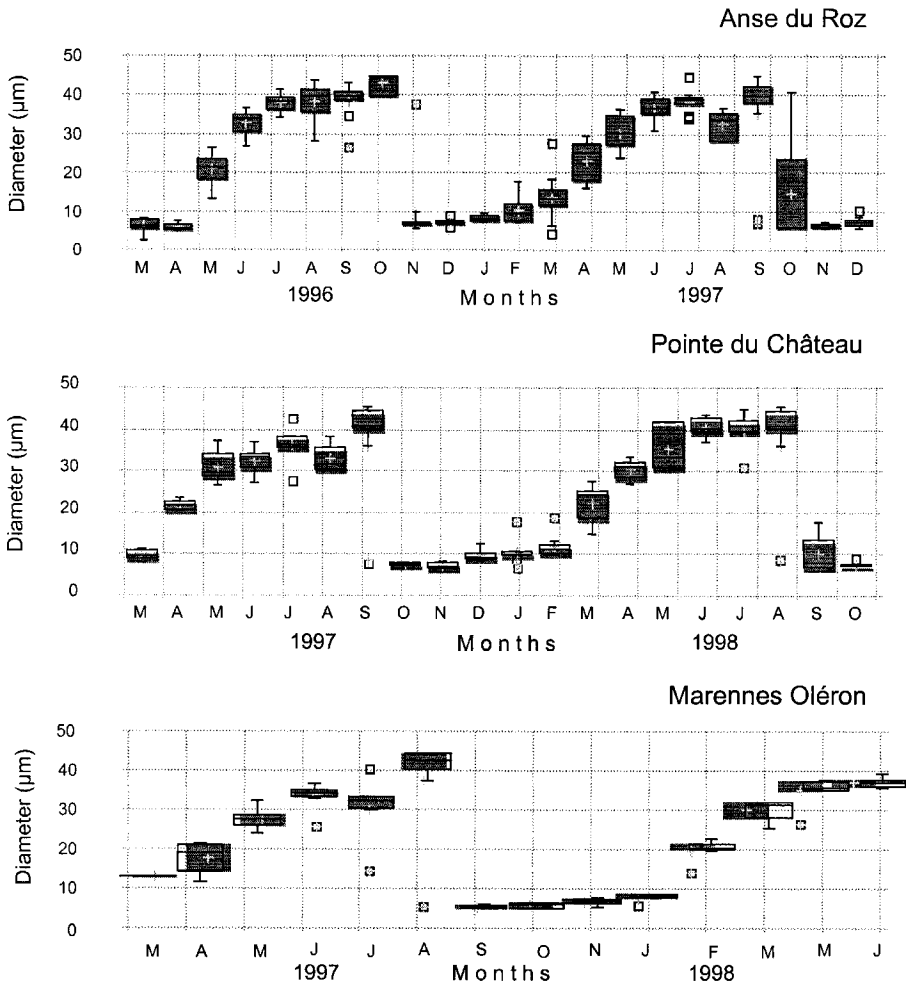 Anse du Roz
Diameter (µm)
50
40
30
20
10
0
M A M J J A S O N D J F M A M J J A S O N D
1996 Months 1997
Pointe du Château
Diameter (µm)
50
40
30
20
10
0
M A M J J A S O N D J F M A M J J A S O
1997 Months 1998
Marennes Oléron
Diameter (µm)
50
40
30
20
10
0
M A M J J A S O N J F M M J
1997 Months 1998